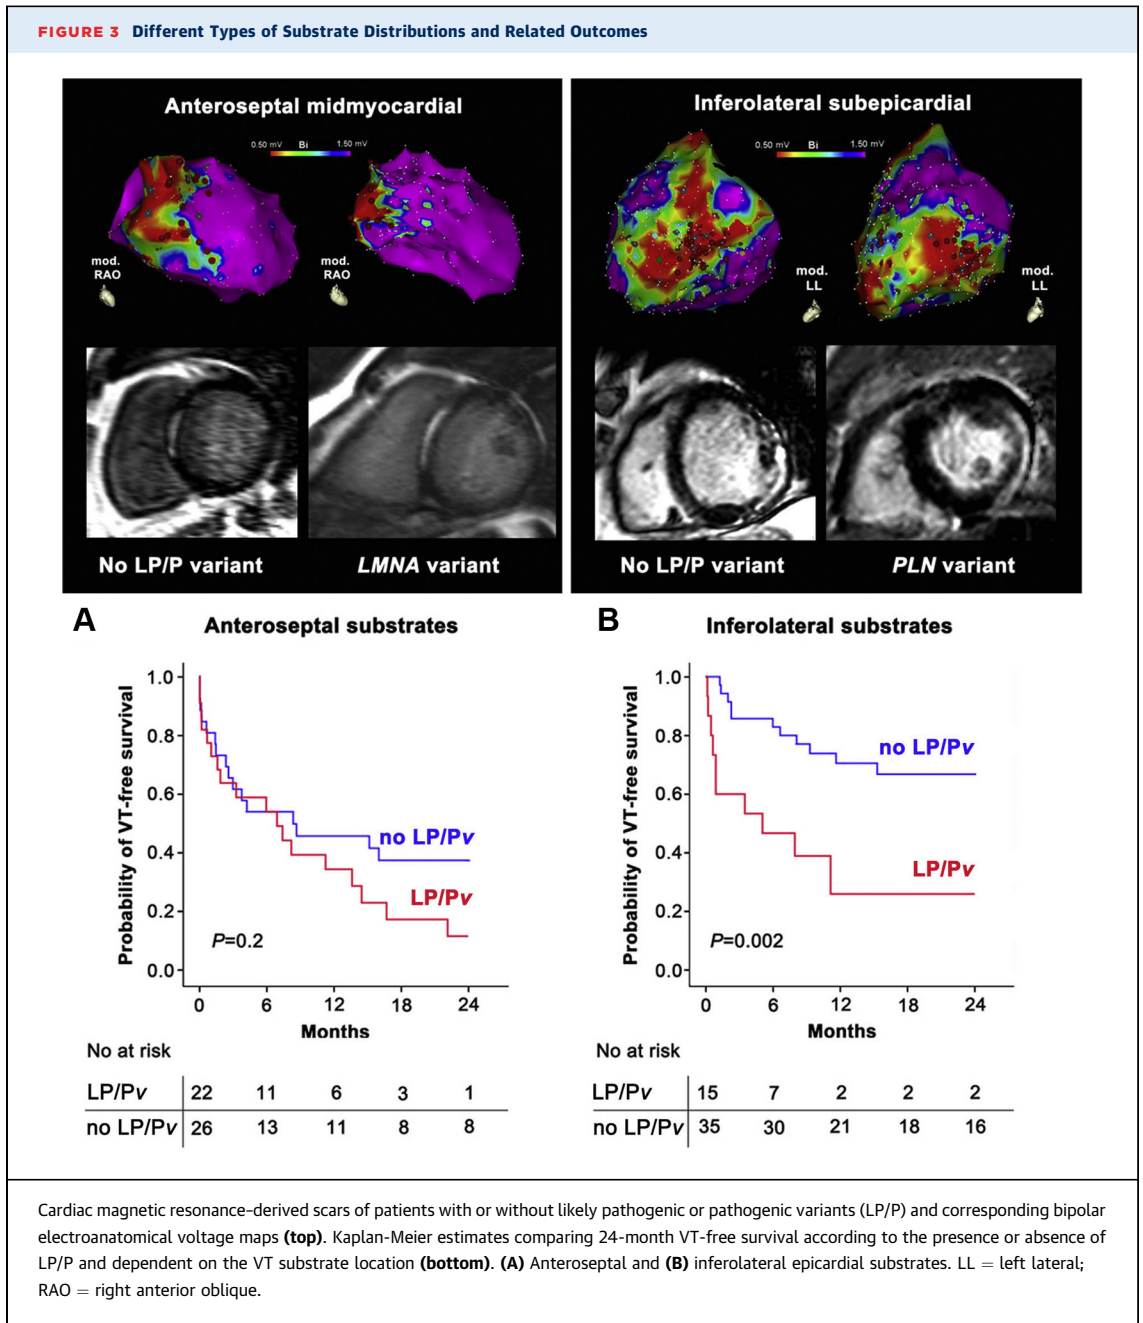 FIGURE 3 Different Types of Substrate Distributions and Related Outcomes
Anteroseptal midmyocardial
0.50 mV Bi 1.50 mV
mod.
RAO
mod.
RAO
No LP/P variant
LMNA variant
Inferolateral subepicardial
0.50 mV Bi 1.50 mV
mod.
LL
mod.
LL
No LP/P variant
PLN variant
A Anteroseptal substrates
Probability of VT-free survival
1.0
0.8
0.6
0.4
0.2
0.0
no LP/Pv
LP/Pv
P=0.2
0 6 12 18 24
Months
No at risk
LP/Pv 22 11 6 3 1
no LP/Pv 26 13 11 8 8
B Inferolateral substrates
Probability of VT-free survival
1.0
0.8
0.6
0.4
0.2
0.0
no LP/Pv
LP/Pv
P=0.002
0 6 12 18 24
Months
No at risk
LP/Pv 15 7 2 2 2
no LP/Pv 35 30 21 18 16
Cardiac magnetic resonance–derived scars of patients with or without likely pathogenic or pathogenic variants (LP/P) and corresponding bipolar
electroanatomical voltage maps (top). Kaplan-Meier estimates comparing 24-month VT-free survival according to the presence or absence of
LP/P and dependent on the VT substrate location (bottom). (A) Anteroseptal and (B) inferolateral epicardial substrates. LL = left lateral;
RAO = right anterior oblique.